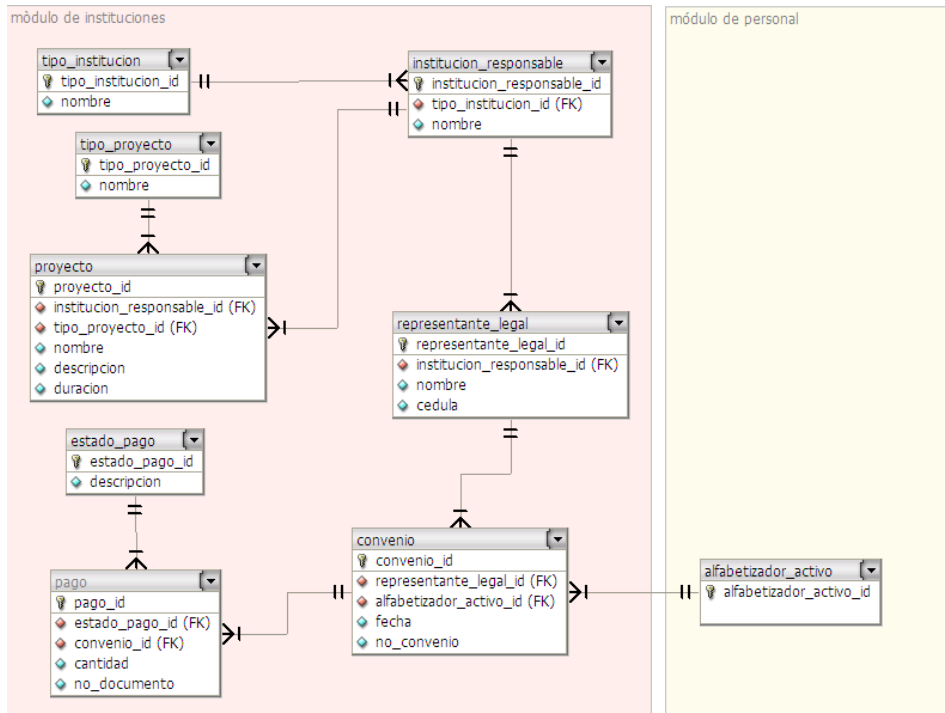 mòdulo de instituciones
módulo de personal
tipo_institucion
tipo_institucion_id
nombre
institucion_responsable
institucion_responsable_id
tipo_institucion_id (FK)
nombre
tipo_proyecto
tipo_proyecto_id
nombre
proyecto
proyecto_id
institucion_responsable_id (FK)
tipo_proyecto_id (FK)
nombre
descripcion
duracion
representante_legal
representante_legal_id
institucion_responsable_id (FK)
nombre
cedula
estado_pago
estado_pago_id
descripcion
convenio
convenio_id
representante_legal_id (FK)
alfabetizador_activo_id (FK)
fecha
no_convenio
pago
pago_id
estado_pago_id (FK)
convenio_id (FK)
cantidad
no_documento
alfabetizador_activo
alfabetizador_activo_id